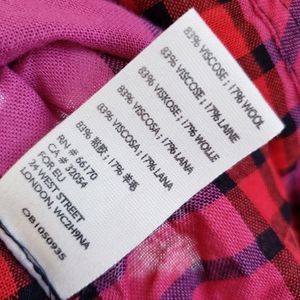 83% VISCOSE ; 17% WOOL
83% VISCOSE ; 17% LAINE
83% VISKOSE ; 17% WOLLE
83% VISCOSA ; 17% LANA
83% VISCOSA ; 17% LANA
83% 粘胶 ; 17% 羊毛
RN # 66170
CA # 32054
FOR EU
24 WEST STREET
LONDON, WC2H9NA
OB1050935